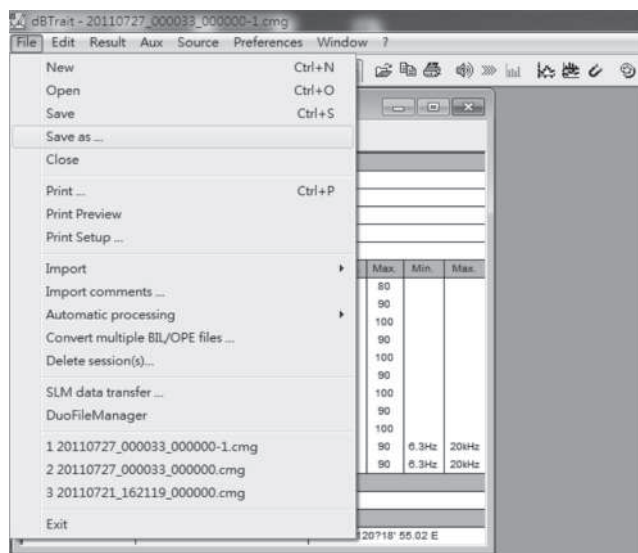 dBTrait - 20110727_000033_000000-1.cmg
File Edit Result Aux Source Preferences Window ?
New Ctrl+N
Open Ctrl+O
Save Ctrl+S
Save as ...
Close
Print ... Ctrl+P
Print Preview
Print Setup ...
Import
Import comments ...
Automatic processing
Convert multiple BIL/OPE files ...
Delete session(s)...
SLM data transfer ...
DuoFileManager
1 20110727_000033_000000-1.cmg
2 20110727_000033_000000.cmg
3 20110721_162119_000000.cmg
Exit
Max. Min. Max.
80
90
100
90
100
90
100
90
100
90 6.3Hz 20kHz
90 6.3Hz 20kHz
120?18' 55.02 E